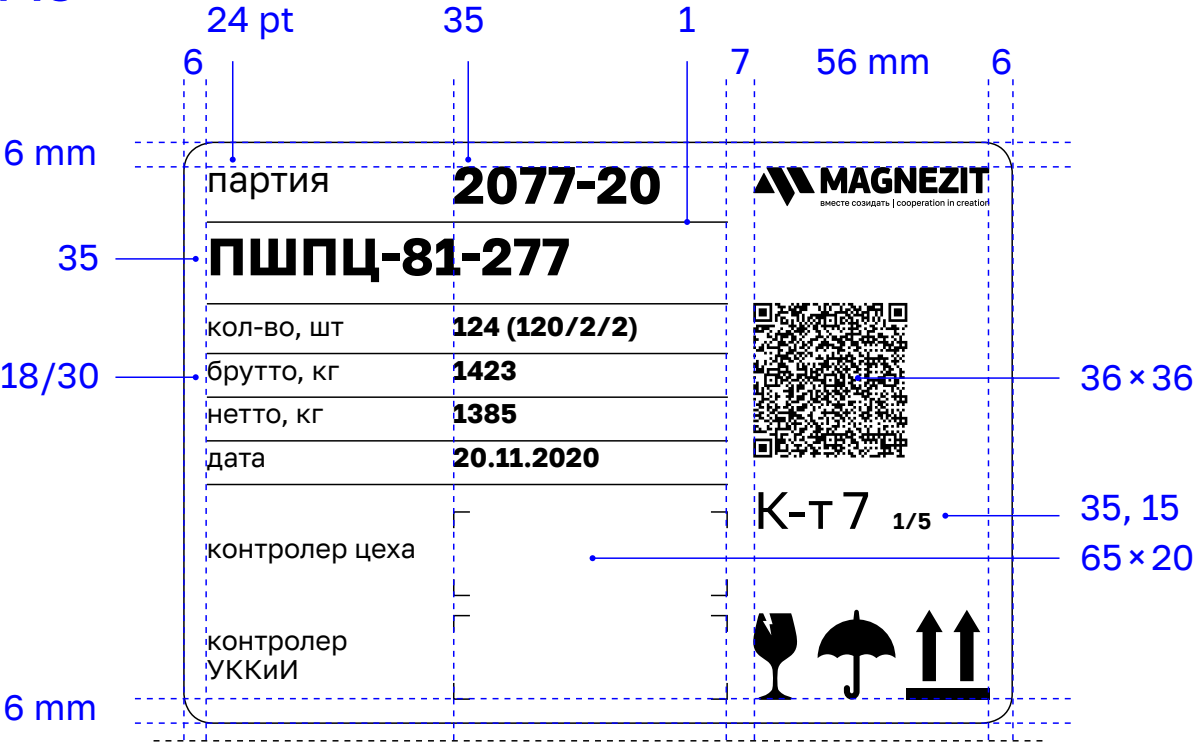 24 pt
35
1
6
7
56 mm
6
6 mm
партия
2077-20
MAGNEZIT
вместе созидать | cooperation in creation
35
ПШПЦ-81-277
кол-во, шт
124 (120/2/2)
18/30
брутто, кг
1423
36×36
нетто, кг
1385
дата
20.11.2020
К-т 7 1/5
35, 15
контролер цеха
65×20
контролер
УККиИ
6 mm